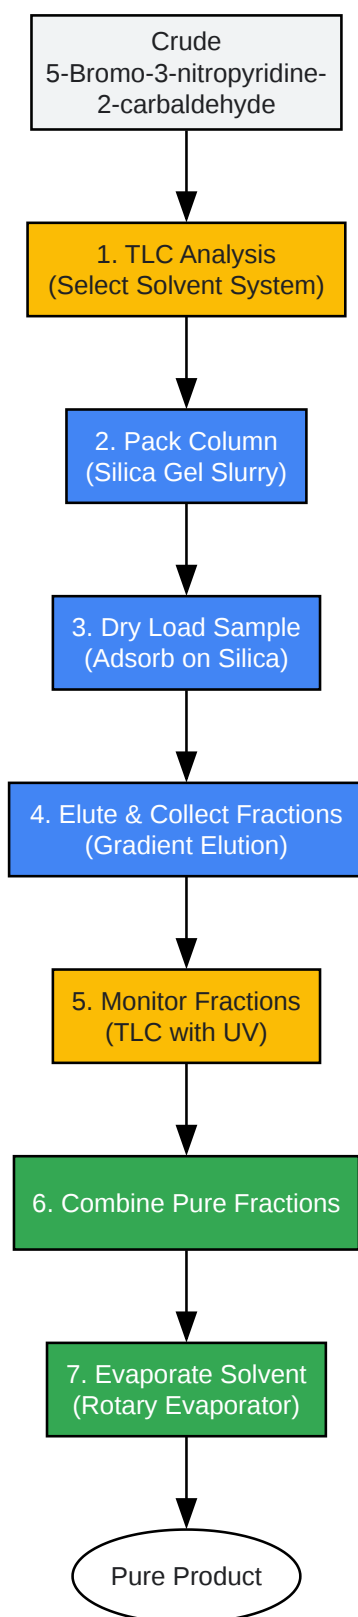 Crude
5-Bromo-3-nitropyridine-
2-carbaldehyde
1. TLC Analysis
(Select Solvent System)
2. Pack Column
(Silica Gel Slurry)
3. Dry Load Sample
(Adsorb on Silica)
4. Elute & Collect Fractions
(Gradient Elution)
5. Monitor Fractions
(TLC with UV)
6. Combine Pure Fractions
7. Evaporate Solvent
(Rotary Evaporator)
Pure Product